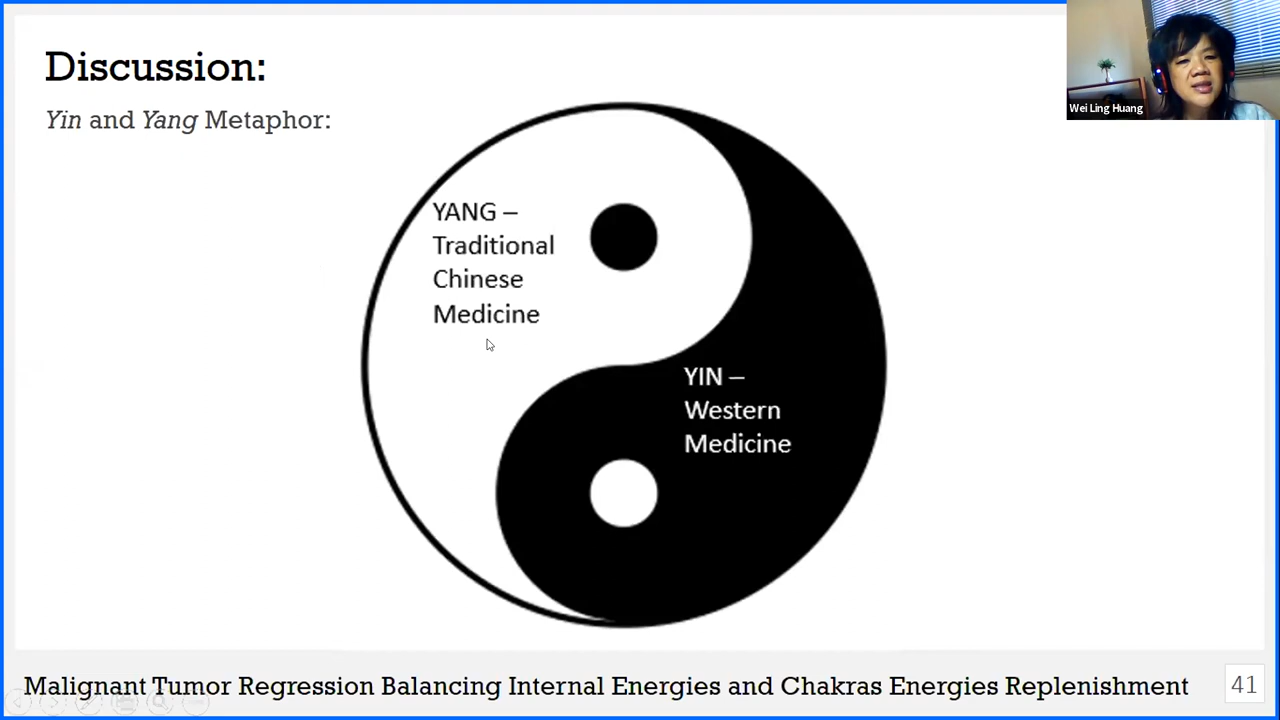 Discussion:
Yin and Yang Metaphor:
Wei Ling Huang
YANG –
Traditional
Chinese
Medicine
YIN –
Western
Medicine
Malignant Tumor Regression Balancing Internal Energies and Chakras Energies Replenishment
41